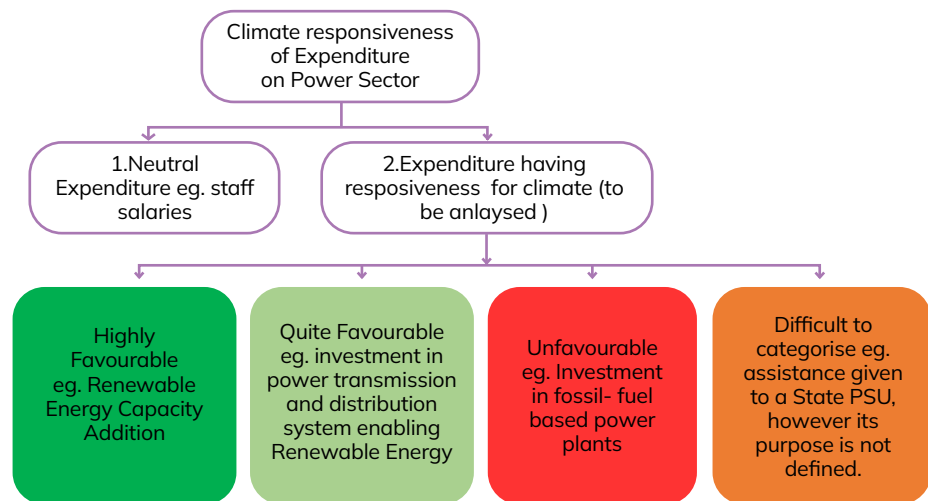 Climate responsiveness
of Expenditure
on Power Sector
1.Neutral
Expenditure eg. staff
salaries
2.Expenditure having
resposiveness for climate (to
be anlaysed )
Highly
Favourable
eg. Renewable
Energy Capacity
Addition
Quite Favourable
eg. investment in
power transmission
and distribution
system enabling
Renewable Energy
Unfavourable
eg. Investment
in fossil- fuel
based power
plants
Difficult to
categorise eg.
assistance given
to a State PSU,
however its
purpose is not
defined.